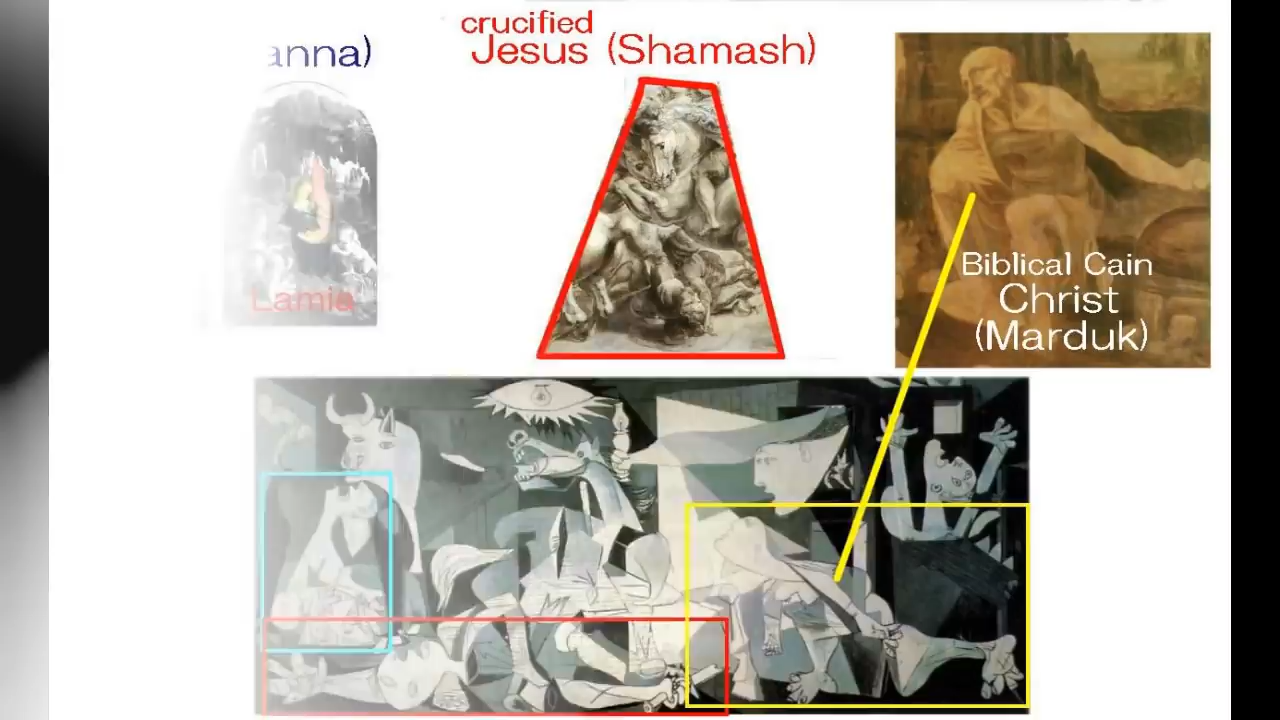 anna)
crucified
Jesus (Shamash)
Lamia
Biblical Cain
Christ
(Marduk)